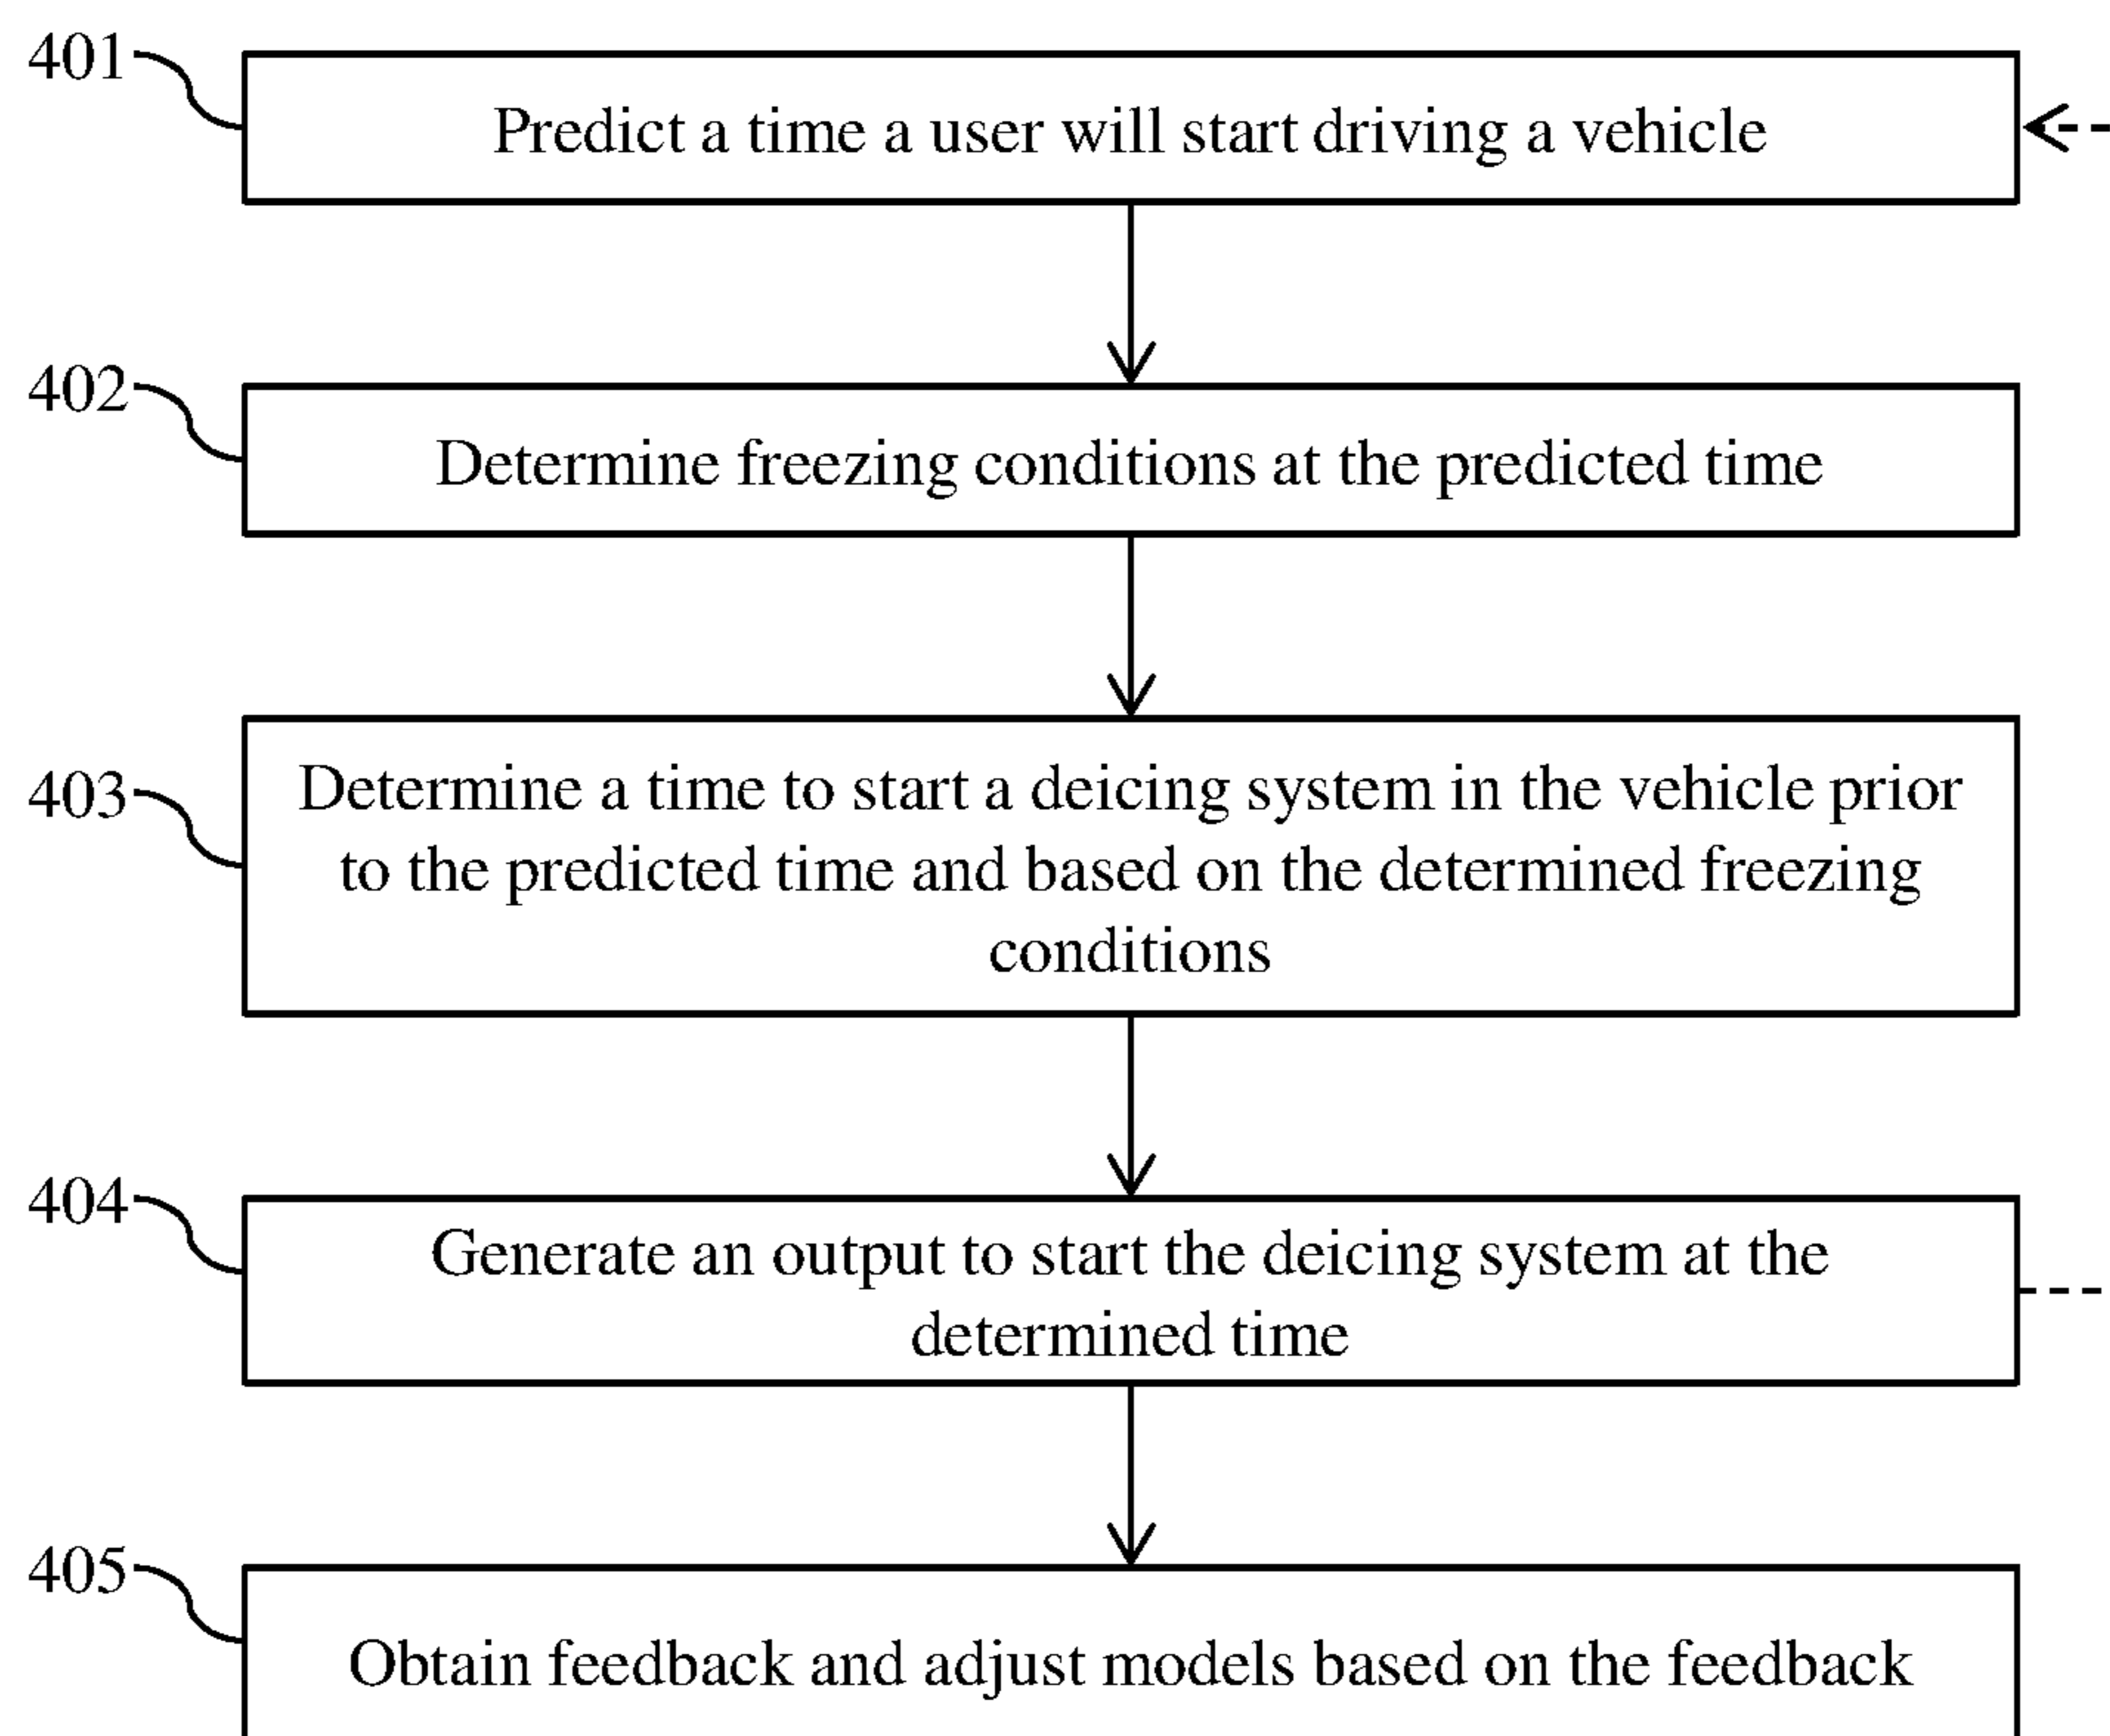 401
Predict a time a user will start driving a vehicle
402
Determine freezing conditions at the predicted time
403
Determine a time to start a deicing system in the vehicle prior
to the predicted time and based on the determined freezing
conditions
404
Generate an output to start the deicing system at the
determined time
405
Obtain feedback and adjust models based on the feedback